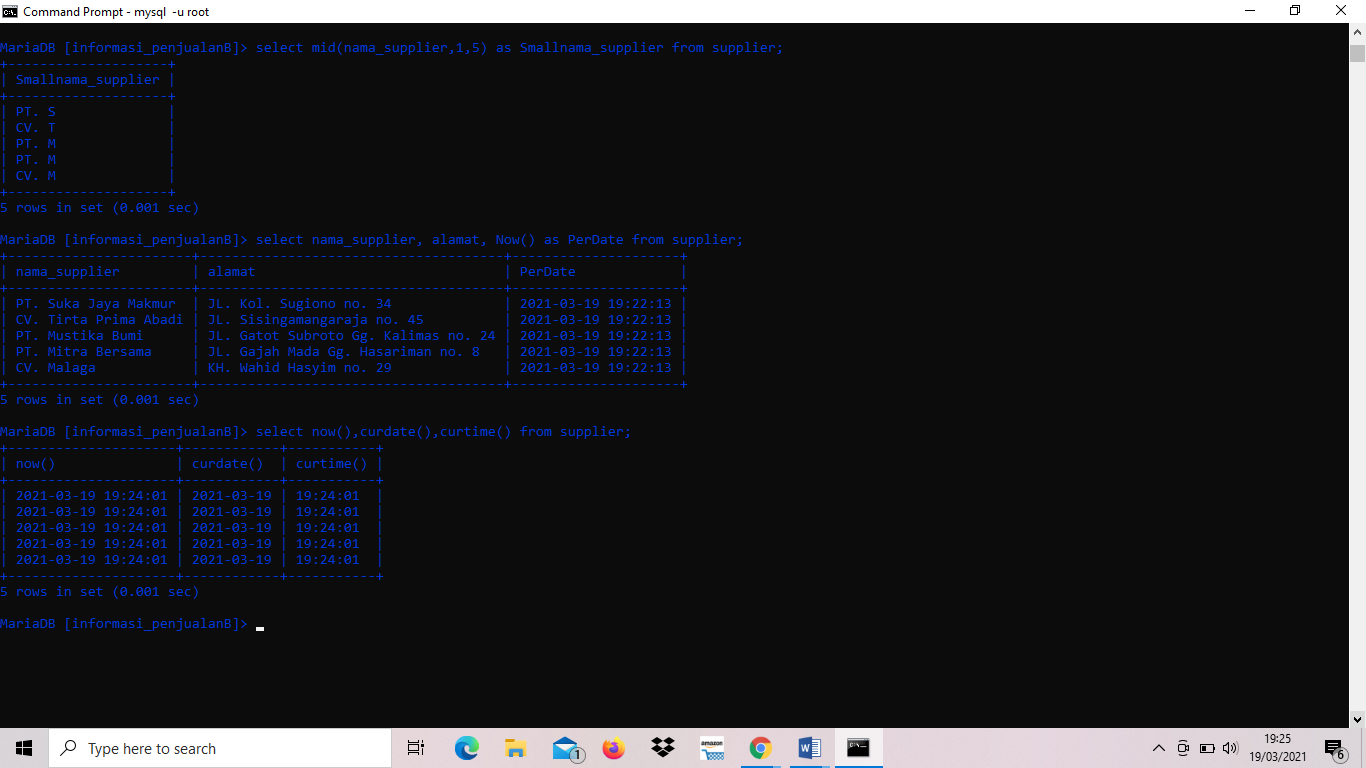 Command Prompt - mysql  -u root
MariaDB [informasi_penjualanB]> select mid(nama_supplier,1,5) as Smallnama_supplier from supplier;
+--------------------+
| Smallnama_supplier |
+--------------------+
| PT. S              |
| CV. T              |
| PT. M              |
| PT. M              |
| CV. M              |
+--------------------+
5 rows in set (0.001 sec)
MariaDB [informasi_penjualanB]> select nama_supplier, alamat, Now() as PerDate from supplier;
+-----------------------+--------------------------------------+---------------------+
| nama_supplier         | alamat                               | PerDate             |
+-----------------------+--------------------------------------+---------------------+
| PT. Suka Jaya Makmur  | JL. Kol. Sugiono no. 34              | 2021-03-19 19:22:13 |
| CV. Tirta Prima Abadi | JL. Sisingamangaraja no. 45          | 2021-03-19 19:22:13 |
| PT. Mustika Bumi      | JL. Gatot Subroto Gg. Kalimas no. 24 | 2021-03-19 19:22:13 |
| PT. Mitra Bersama     | JL. Gajah Mada Gg. Hasariman no. 8   | 2021-03-19 19:22:13 |
| CV. Malaga            | KH. Wahid Hasyim no. 29              | 2021-03-19 19:22:13 |
+-----------------------+--------------------------------------+---------------------+
5 rows in set (0.001 sec)
MariaDB [informasi_penjualanB]> select now(),curdate(),curtime() from supplier;
+---------------------+------------+-----------+
| now()               | curdate()  | curtime() |
+---------------------+------------+-----------+
| 2021-03-19 19:24:01 | 2021-03-19 | 19:24:01  |
| 2021-03-19 19:24:01 | 2021-03-19 | 19:24:01  |
| 2021-03-19 19:24:01 | 2021-03-19 | 19:24:01  |
| 2021-03-19 19:24:01 | 2021-03-19 | 19:24:01  |
| 2021-03-19 19:24:01 | 2021-03-19 | 19:24:01  |
+---------------------+------------+-----------+
5 rows in set (0.001 sec)
MariaDB [informasi_penjualanB]> _
Type here to search
1
amazon
W
C:\_
19:25
19/03/2021
6